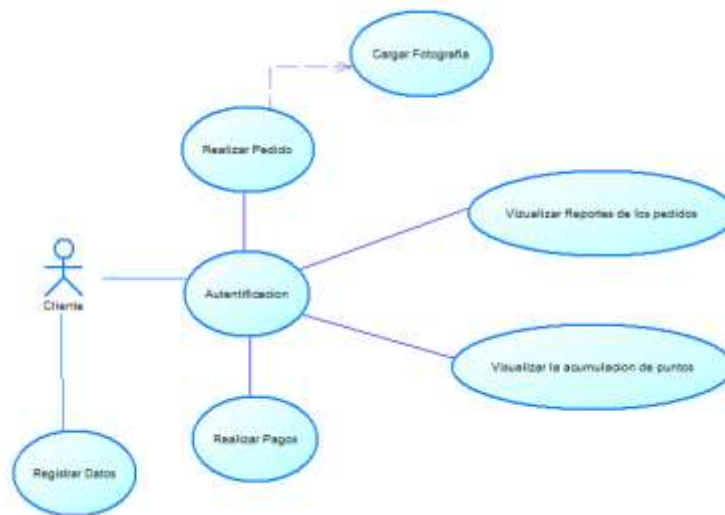 Cargar Fotografia
Realizar Pedido
Vizualizar Reportes de los pedidos
Cliente
Autentificacion
Visualizar la acumulacion de puntos
Realizar Pagos
Registrar Datos